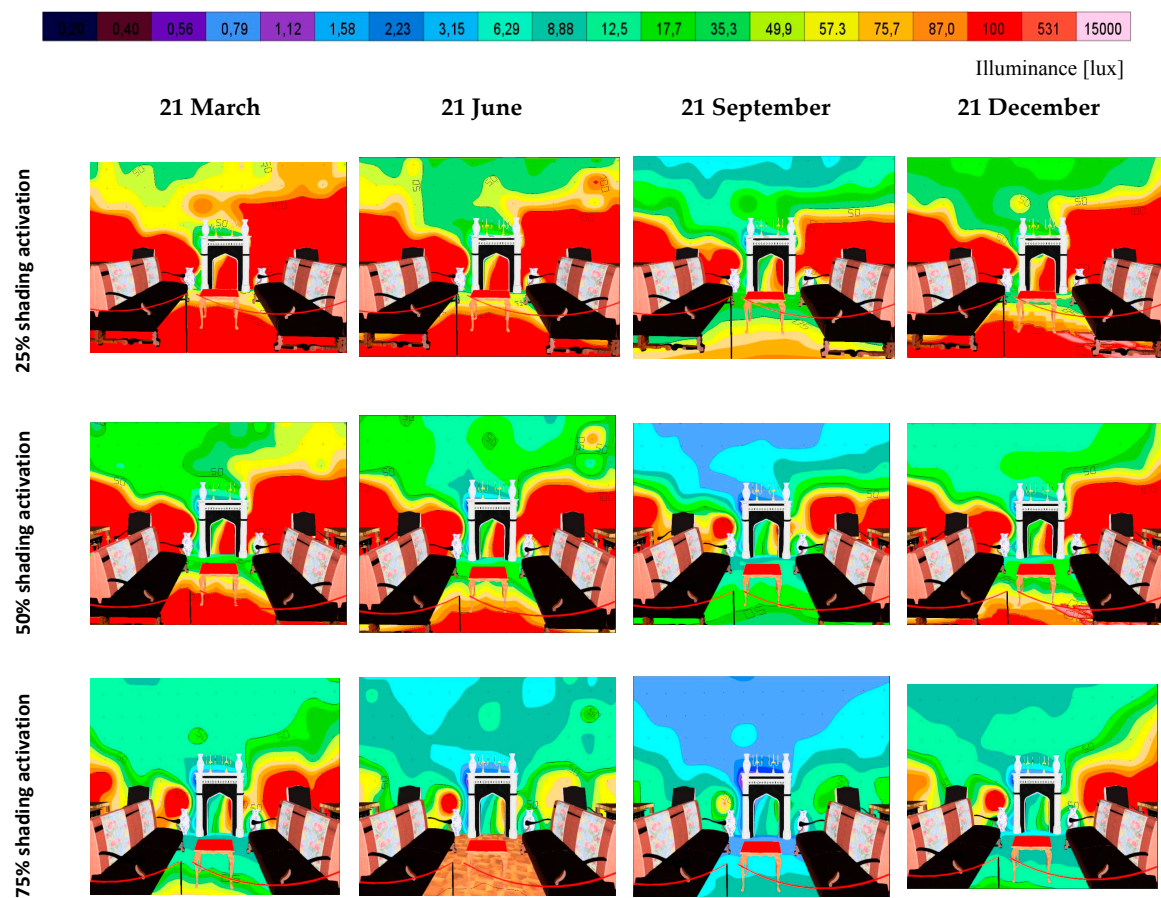 0,20 0,40 0,56 0,79 1,12 1,58 2,23 3,15 6,29 8,88 12,5 17,7 35,3 49,9 57.3 75,7 87,0 100 531 15000
Illuminance [lux]
21 March 21 June 21 September 21 December
25% shading activation
50% shading activation
75% shading activation